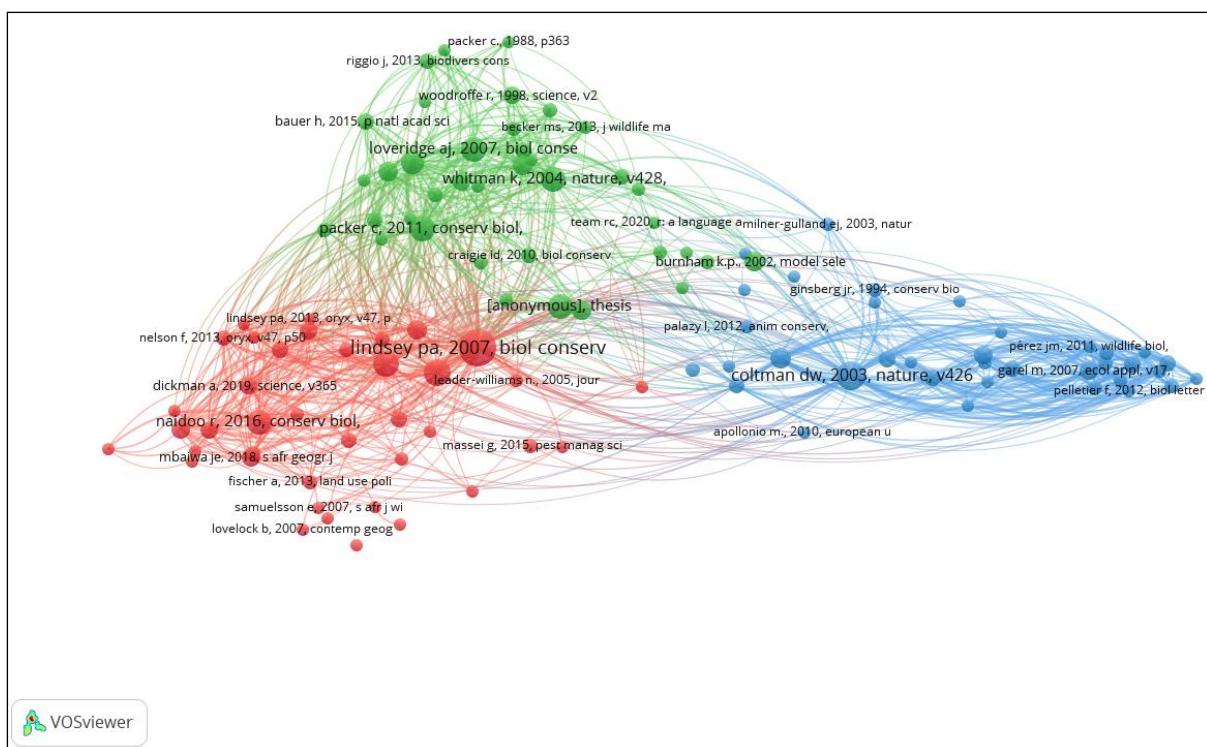 packer c., 1988, p363
riggio j, 2013, biodivers cons
woodroffe r, 1998, science, v2
bauer h, 2015, p natl acad sci
becker ms, 2013, j wildlife ma
loveridge aj, 2007, biol conse
whitman k, 2004, nature, v428,
packer c, 2011, conserv biol,
team rc, 2020, r: a language a
milner-gulland ej, 2003, natur
craigie id, 2010, biol conserv
burnham k.p., 2002, model sele
ginsberg jr, 1994, conserv bio
[anonymous], thesis
lindsey pa, 2013, oryx, v47, p
palazy l, 2012, anim conserv,
nelson f, 2013, oryx, v47, p50
lindsey pa, 2007, biol conserv
pérez jm, 2011, wildlife biol,
leader-williams n., 2005, jour
coltman dw, 2003, nature, v426
garel m, 2007, ecol appl, v17,
dickman a, 2019, science, v365
pelletier f, 2012, biol letter
naidoo r, 2016, conserv biol,
apollonio m., 2010, european u
massei g, 2015, pest manag sci
mbaiwa je, 2018, s afr geogr j
fischer a, 2013, land use poli
samuelsson e, 2007, s afr j wi
lovelock b, 2007, contemp geog
VOSviewer